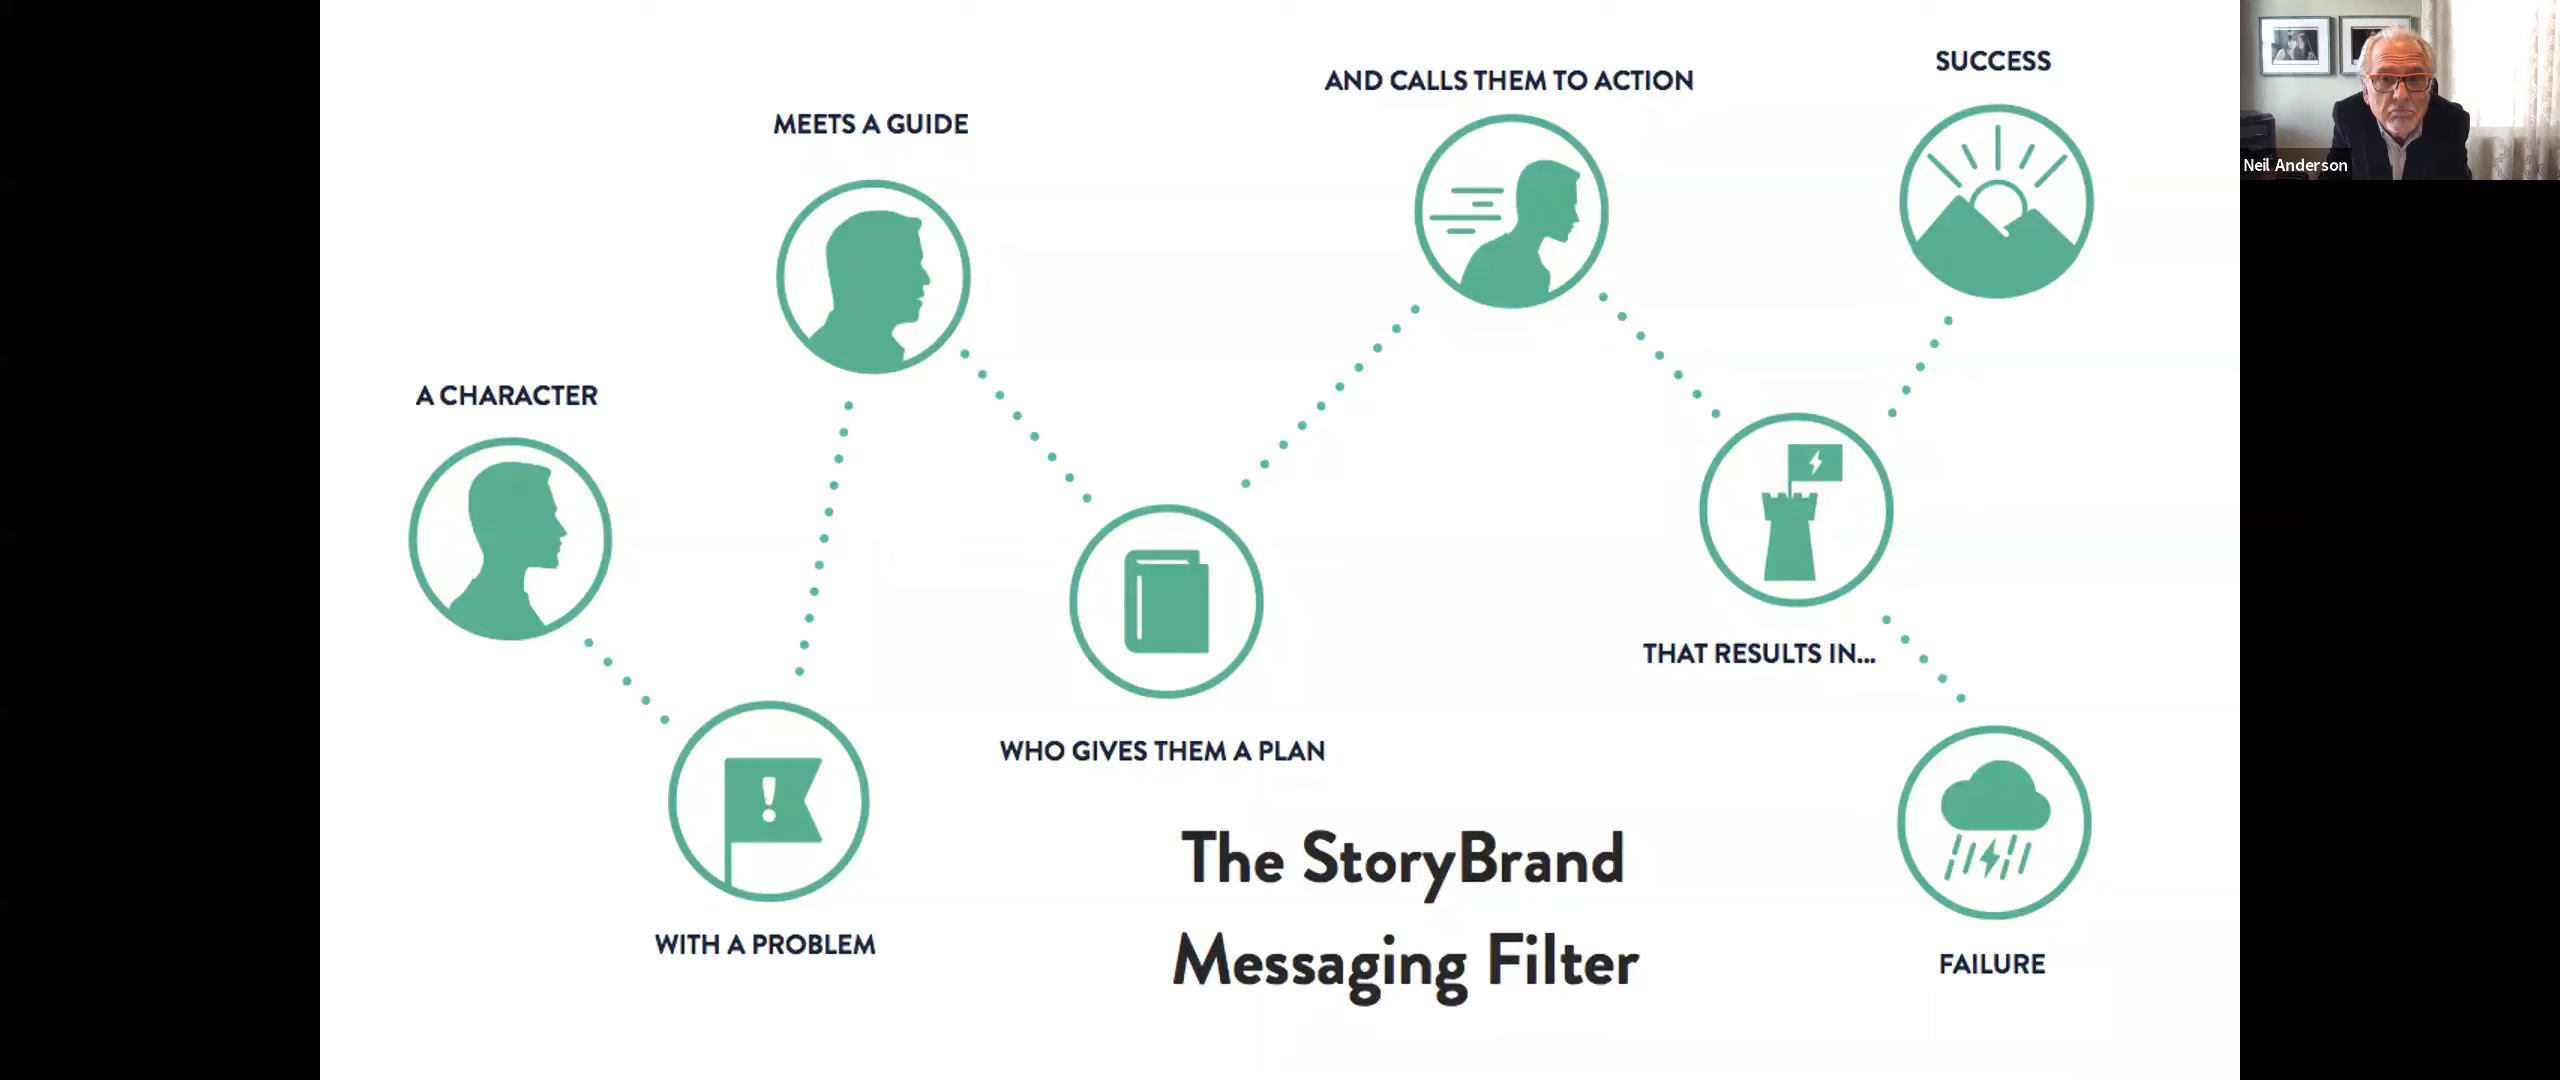 A CHARACTER
WITH A PROBLEM
MEETS A GUIDE
WHO GIVES THEM A PLAN
AND CALLS THEM TO ACTION
THAT RESULTS IN...
SUCCESS
FAILURE
The StoryBrand
Messaging Filter
Neil Anderson